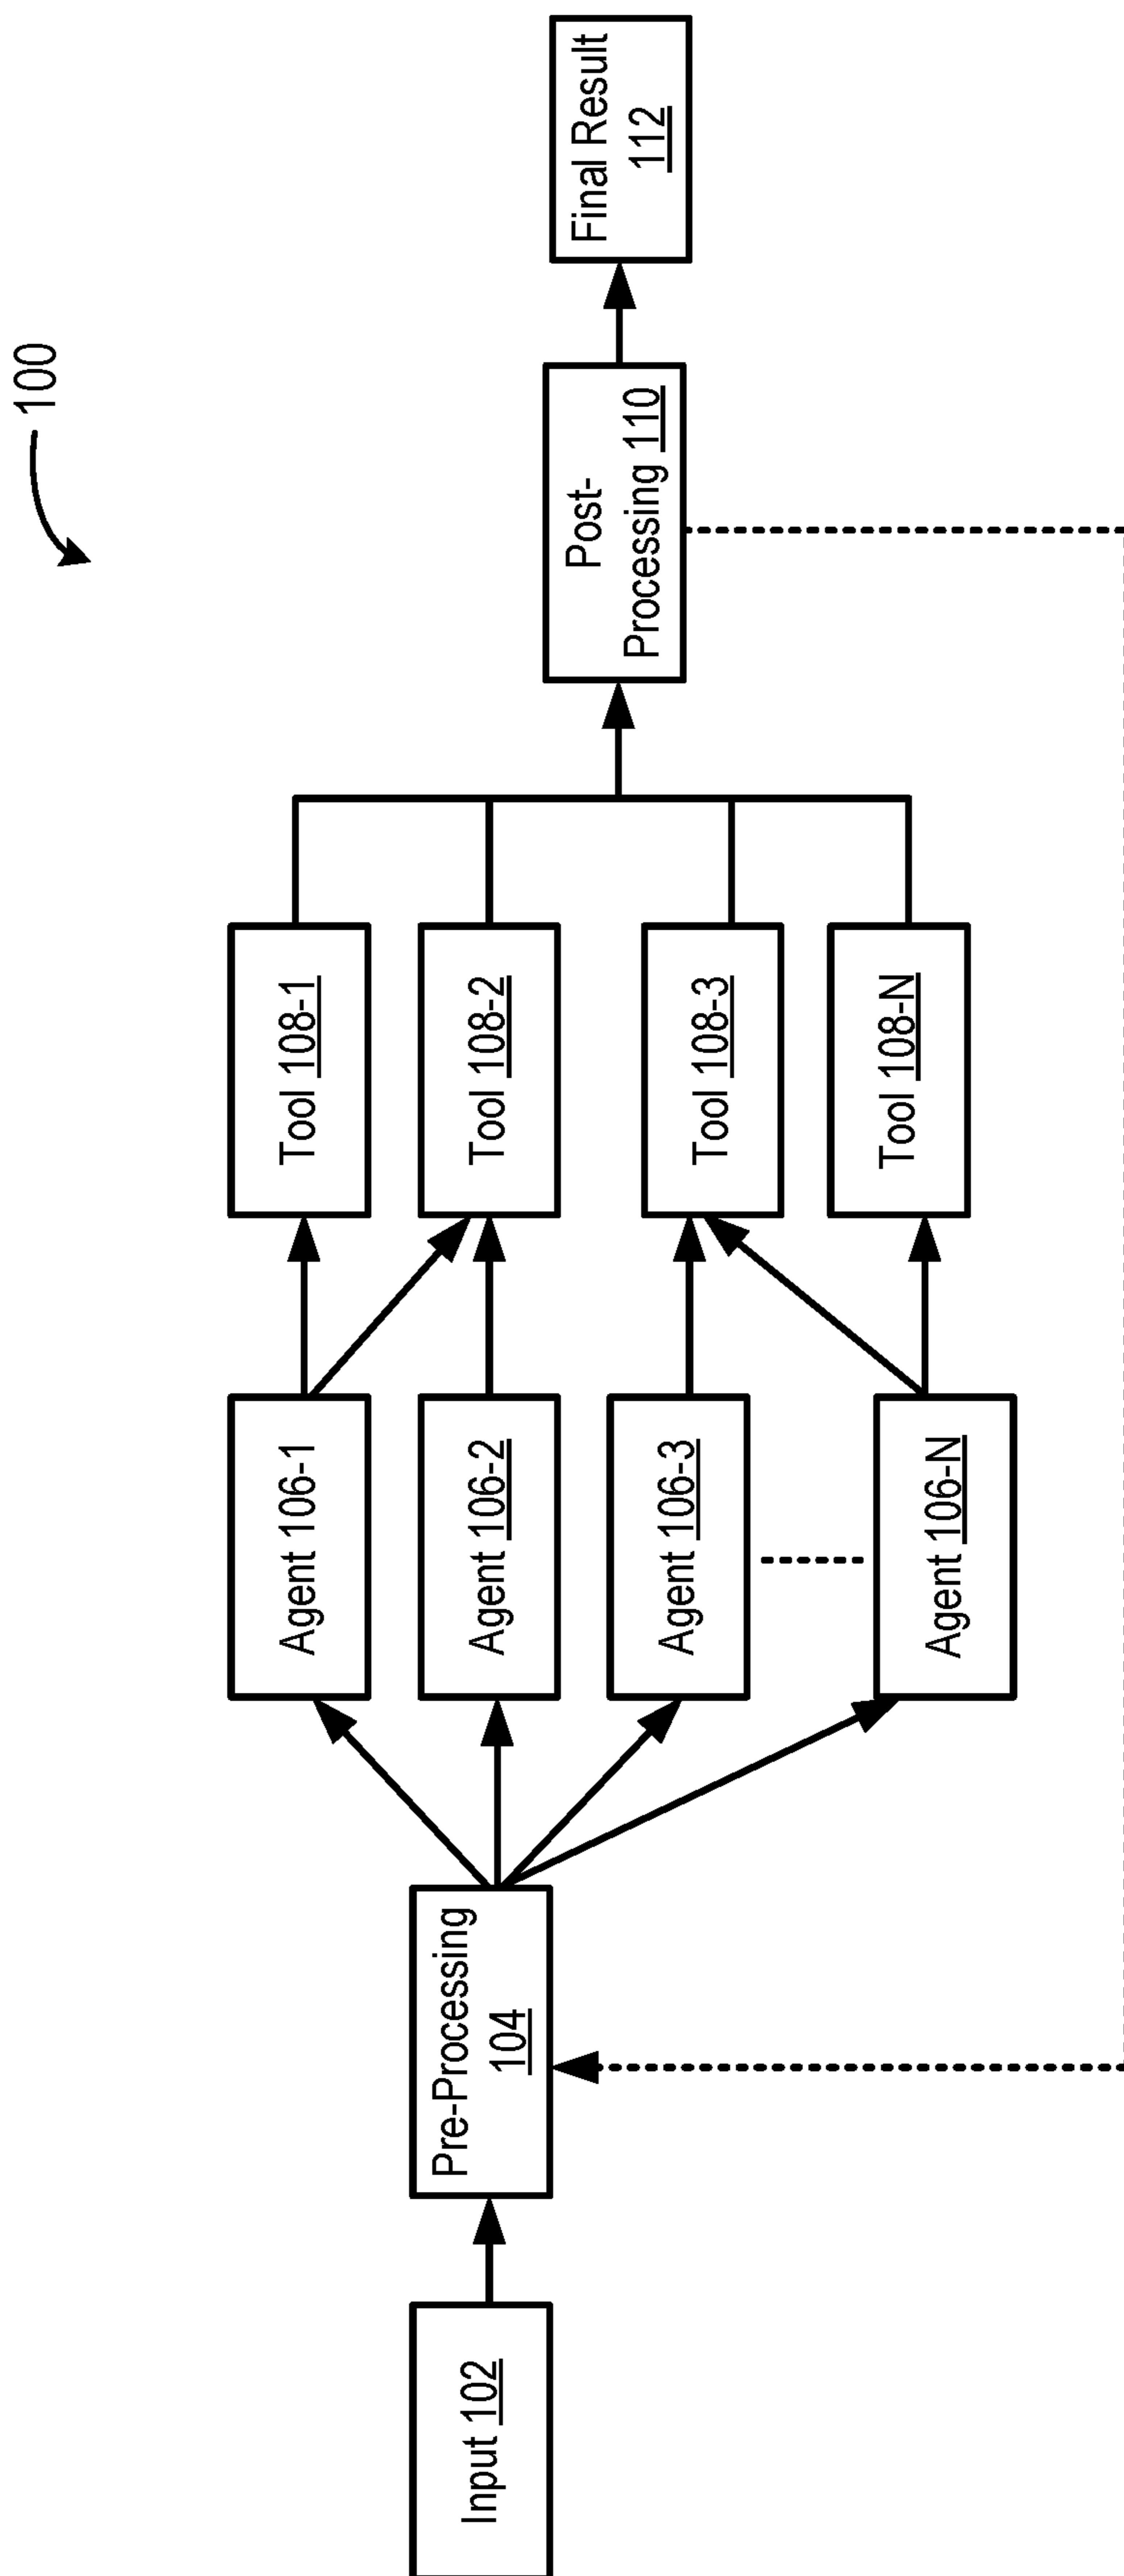 100
Input 102
Pre-Processing
104
Agent 106-1
Agent 106-2
Agent 106-3
Agent 106-N
Tool 108-1
Tool 108-2
Tool 108-3
Tool 108-N
Post-
Processing 110
Final Result
112